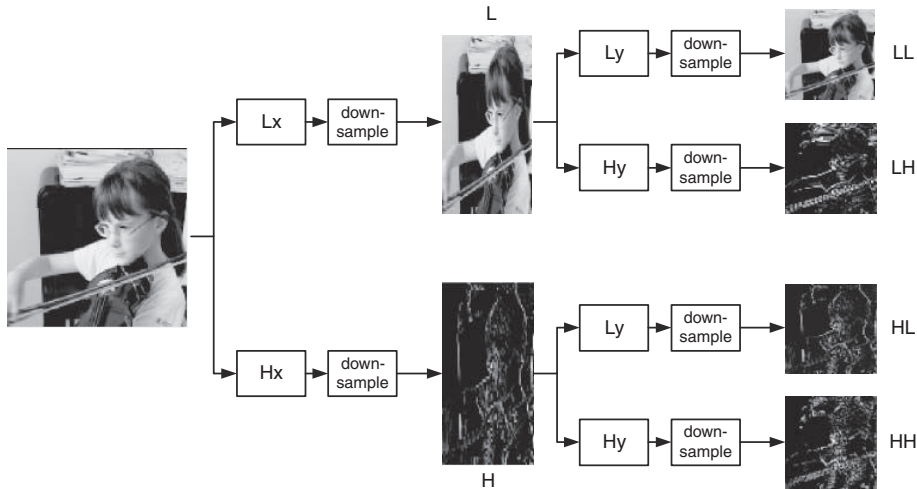 L
Ly
down-
sample
LL
Lx
down-
sample
Hy
down-
sample
LH
Hx
down-
sample
H
Ly
down-
sample
HL
Hy
down-
sample
HH